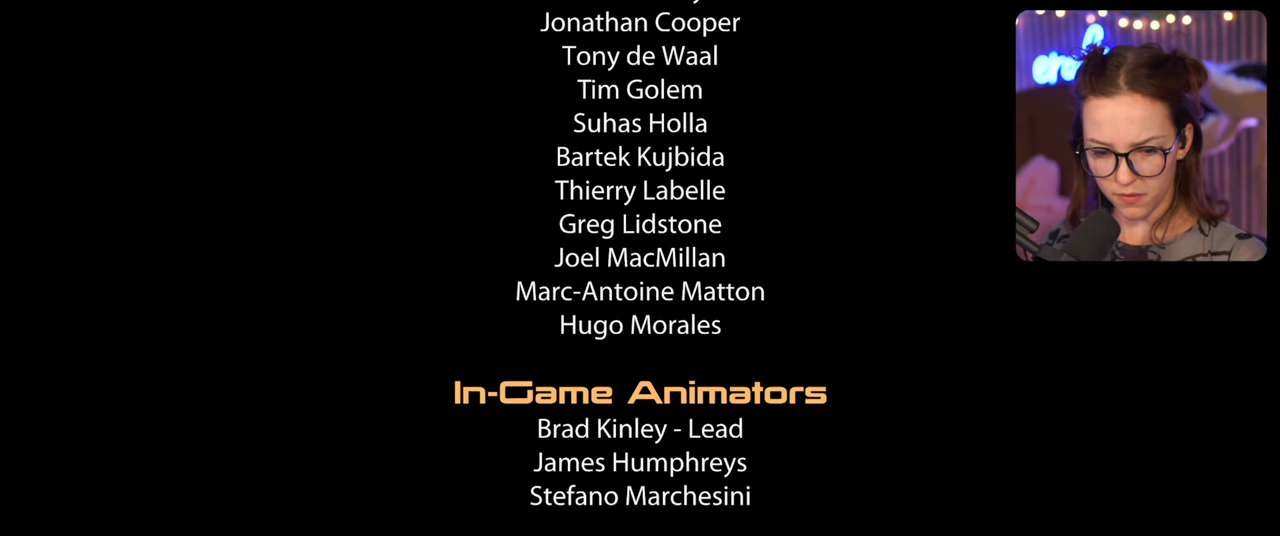 Jonathan Cooper
Tony de Waal
Tim Golem
Suhas Holla
Bartek Kujbida
Thierry Labelle
Greg Lidstone
Joel MacMillan
Marc-Antoine Matton
Hugo Morales
In-Game Animators
Brad Kinley - Lead
James Humphreys
Stefano Marchesini